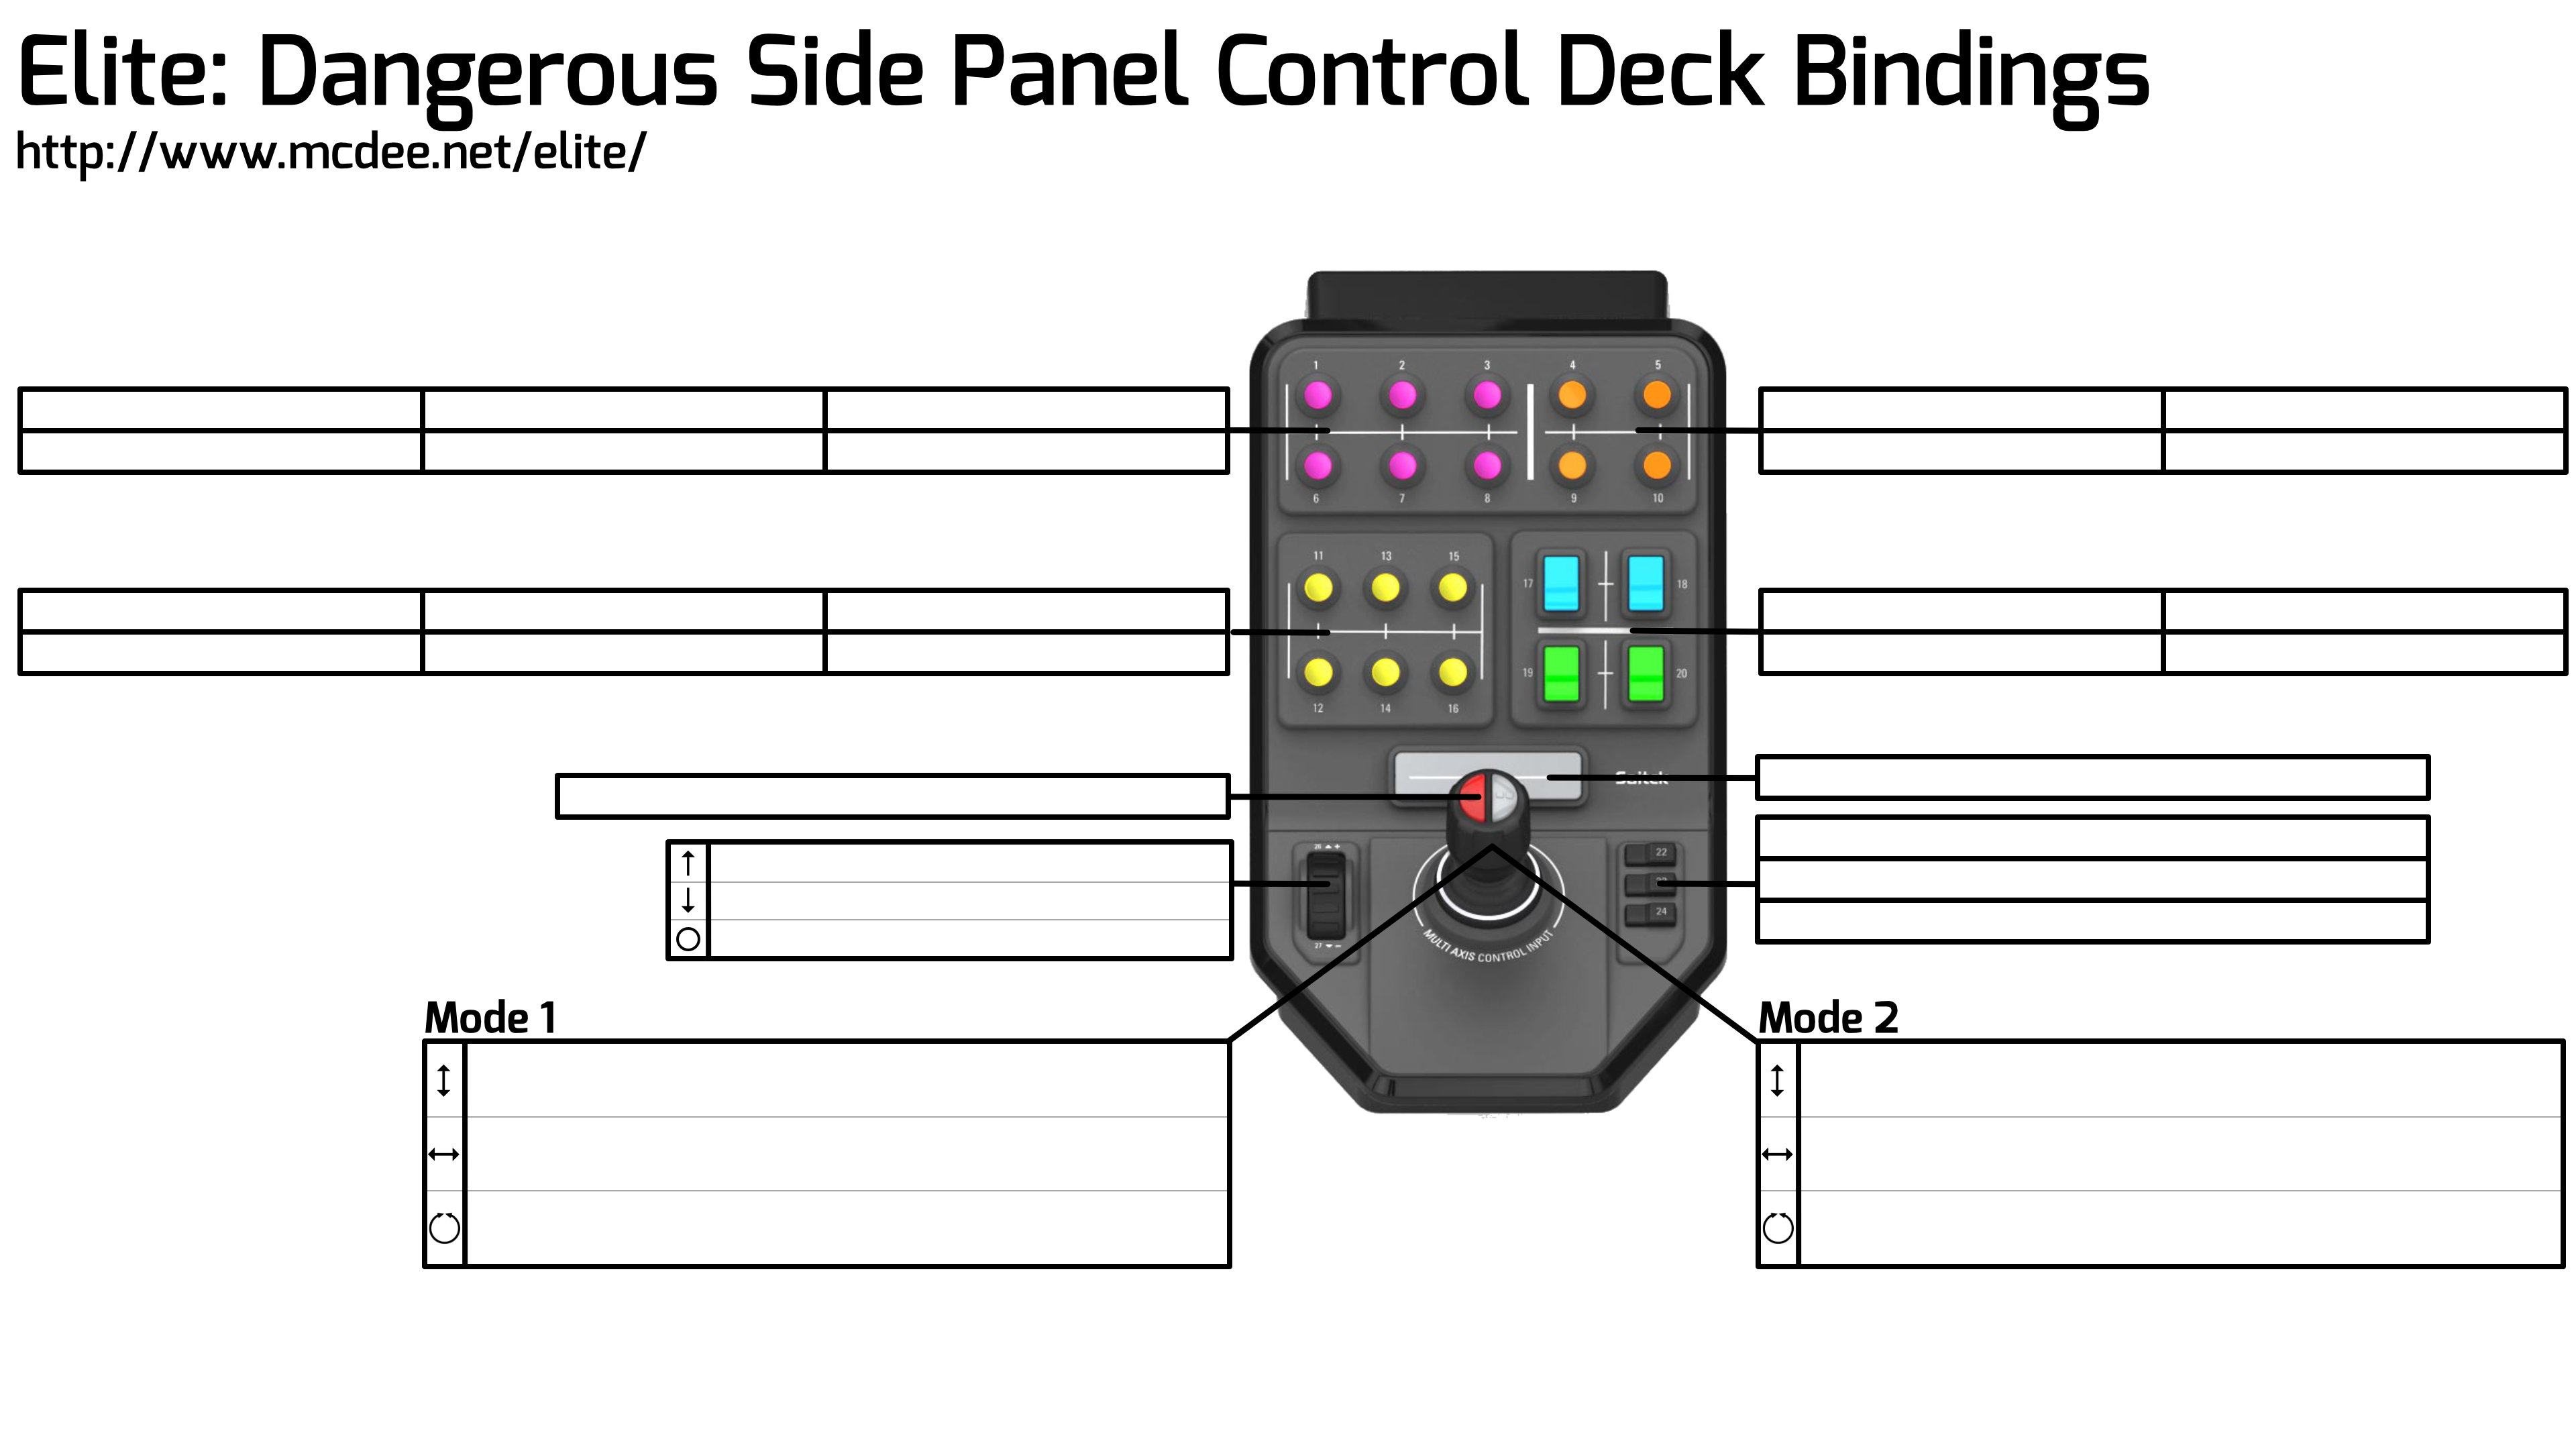 Elite: Dangerous Side Panel Control Deck Bindings
http://www.mcdee.net/elite/
1 2 3 4 5
6 7 8 9 10
11 13 15
17 18
19 20
12 14 16
Saitek
26
22
24
27
MULTI AXIS CONTROL INPUT
Mode 1
Mode 2